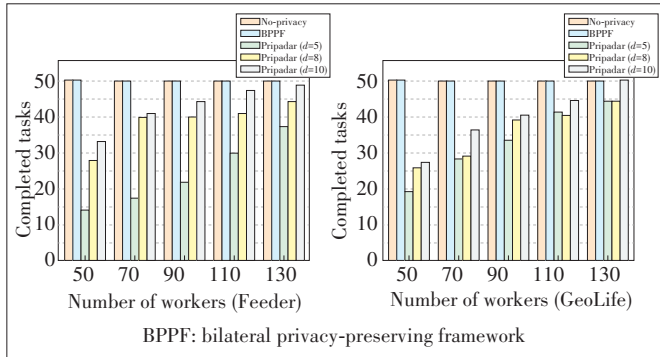 No-privacy
BPPF
Pripadar (d=5)
Pripadar (d=8)
Pripadar (d=10)
Completed tasks
50
40
30
20
10
0
50 70 90 110 130
Number of workers (Feeder)
No-privacy
BPPF
Pripadar (d=5)
Pripadar (d=8)
Pripadar (d=10)
Completed tasks
50
40
30
20
10
0
50 70 90 110 130
Number of workers (GeoLife)
BPPF: bilateral privacy-preserving framework